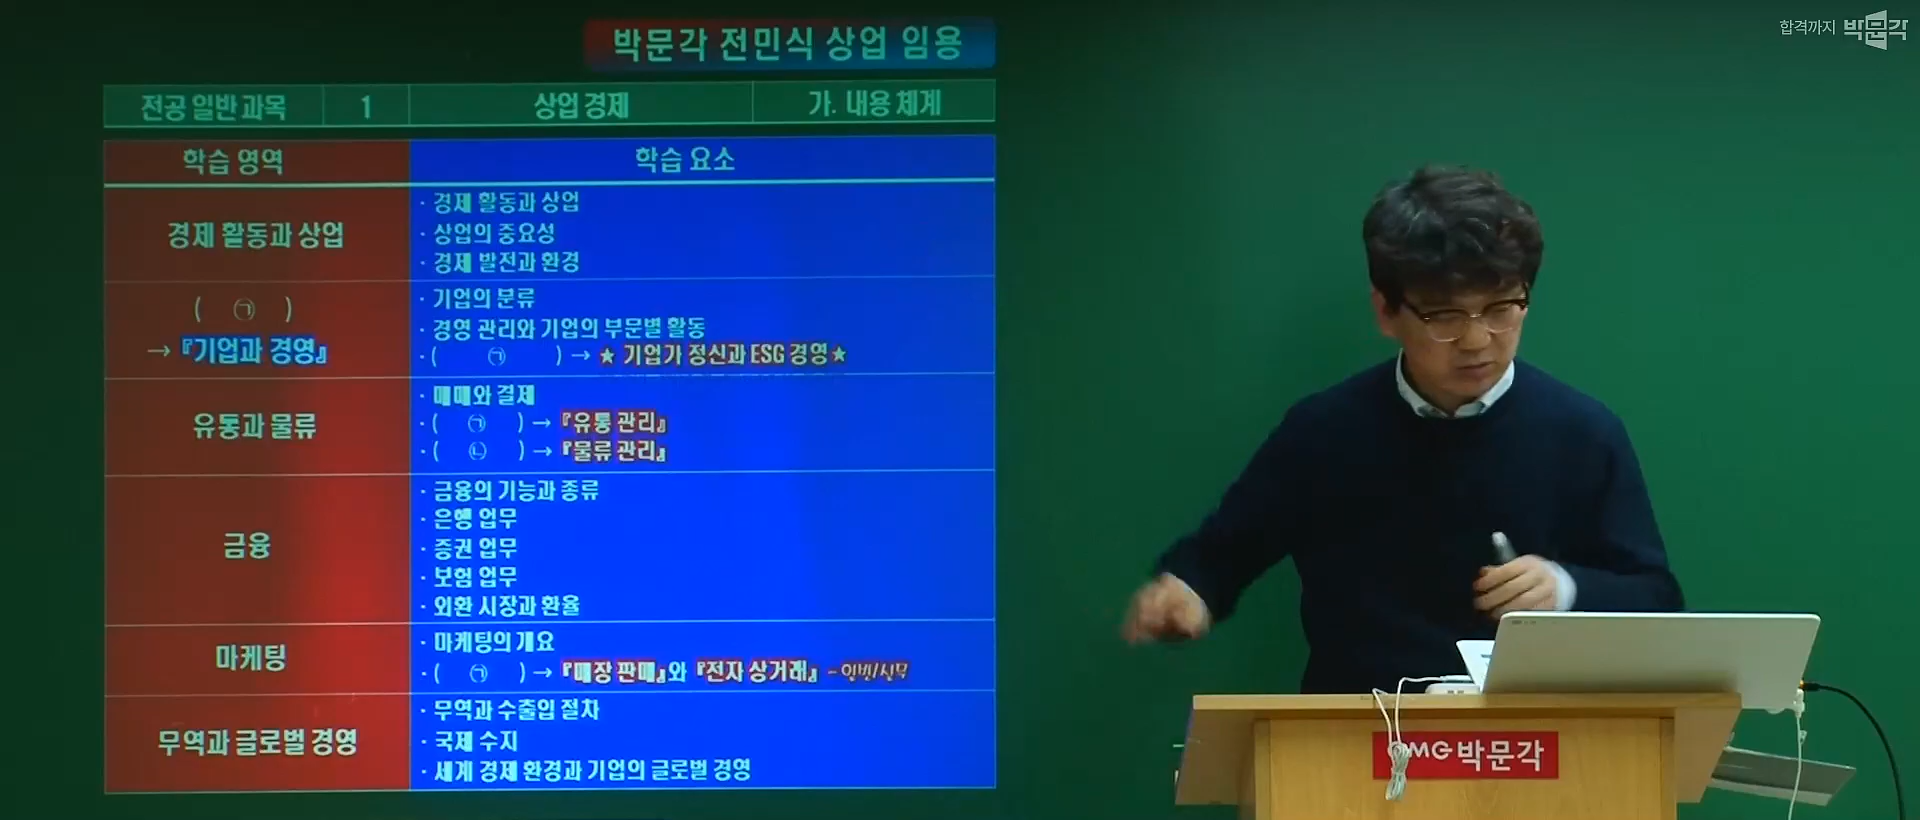 합격까지 박문각
박문각 전민식 상업 임용
전공 일반 과목 1 상업 경제 가. 내용 체계
학습 영역 학습 요소
경제 활동과 상업
· 경제 활동과 상업
· 상업의 중요성
· 경제 발전과 환경
( ㉠ )
→ 『기업과 경영』
· 기업의 분류
· 경영 관리와 기업의 부문별 활동
· ( ㉠ ) → ★ 기업가 정신과 ESG 경영★
유통과 물류
· 매매와 결제
· ( ㉠ ) → 『유통 관리』
· ( ㉡ ) → 『물류 관리』
금융
· 금융의 기능과 종류
· 은행 업무
· 증권 업무
· 보험 업무
· 외환 시장과 환율
마케팅
· 마케팅의 개요
· ( ㉠ ) → 『매장 판매』와 『전자 상거래』
무역과 글로벌 경영
· 무역과 수출입 절차
· 국제 수지
· 세계 경제 환경과 기업의 글로벌 경영
PMG 박문각